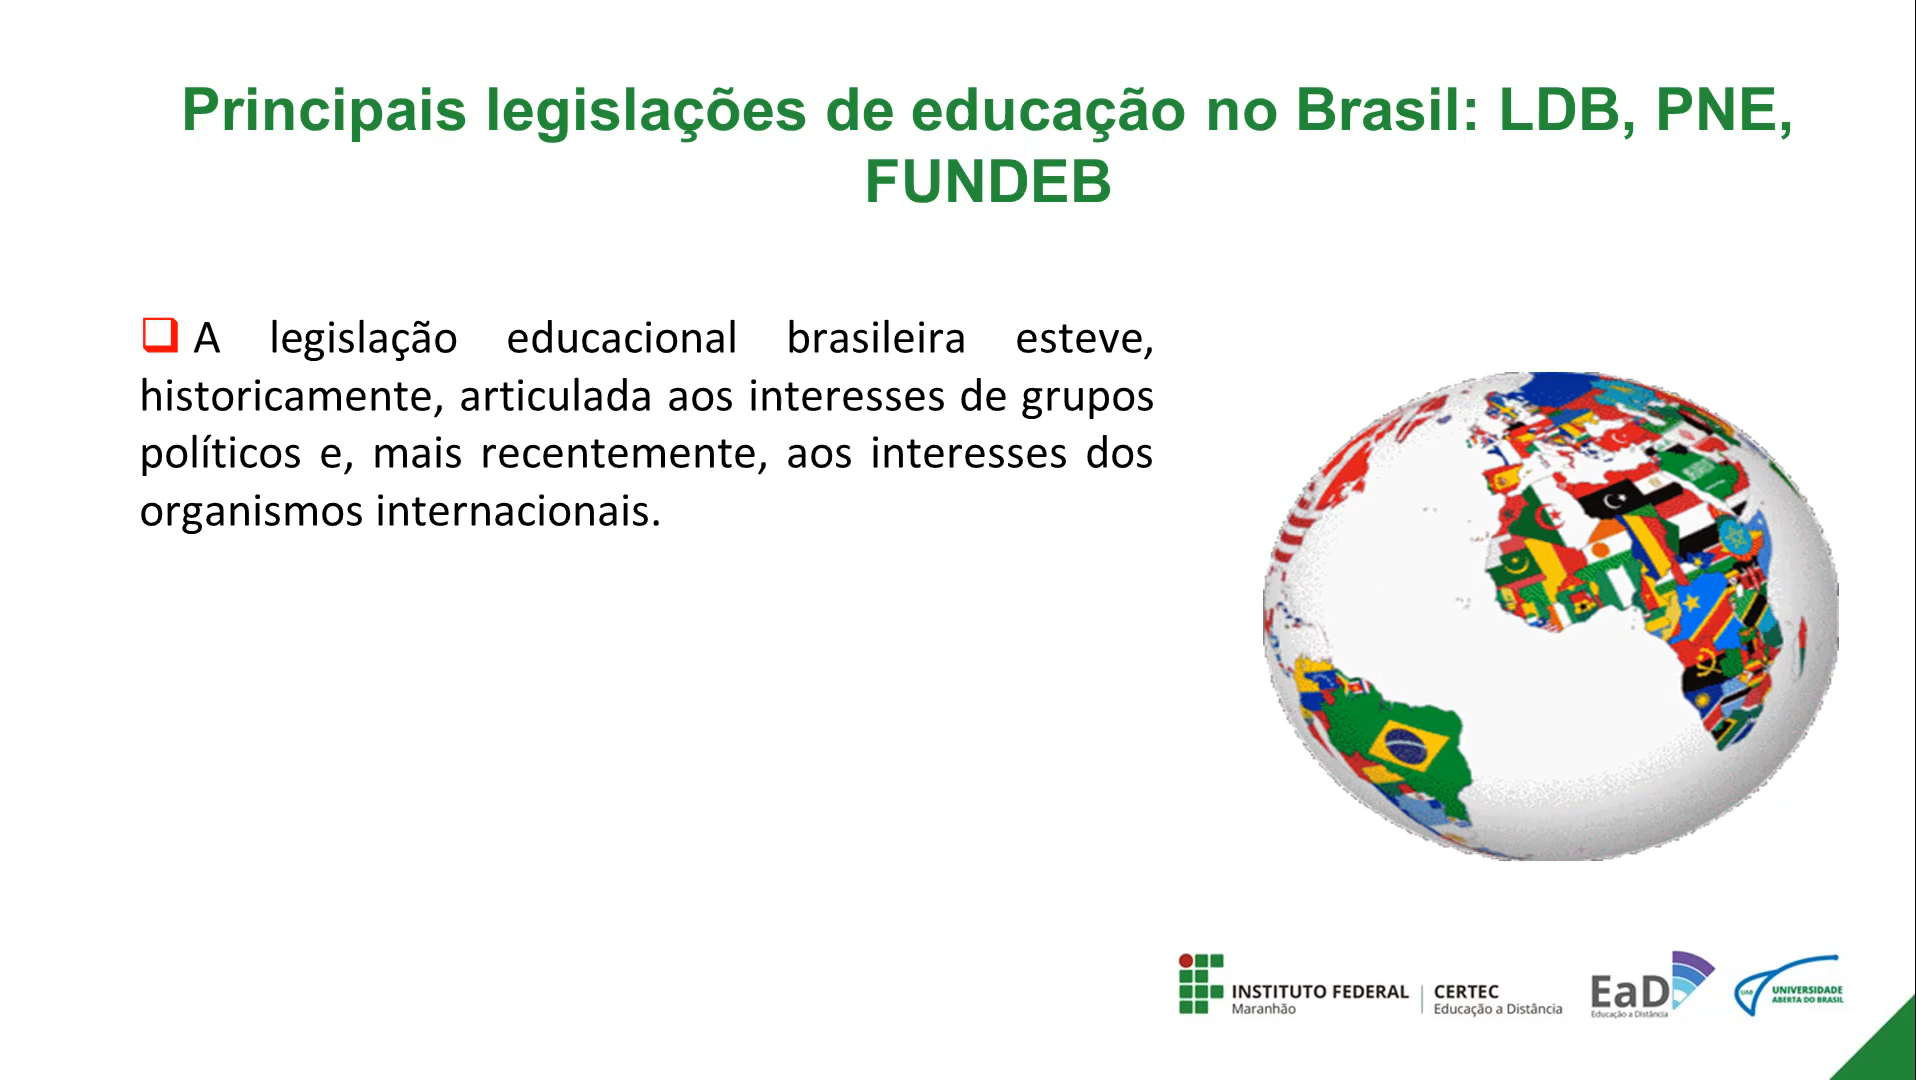 Principais legislações de educação no Brasil: LDB, PNE,
FUNDEB
A legislação educacional brasileira esteve,
historicamente, articulada aos interesses de grupos
políticos e, mais recentemente, aos interesses dos
organismos internacionais.
INSTITUTO FEDERAL
Maranhão
CERTEC
Educação a Distância
EaD
Educação a Distância
UAB
UNIVERSIDADE
ABERTA DO BRASIL